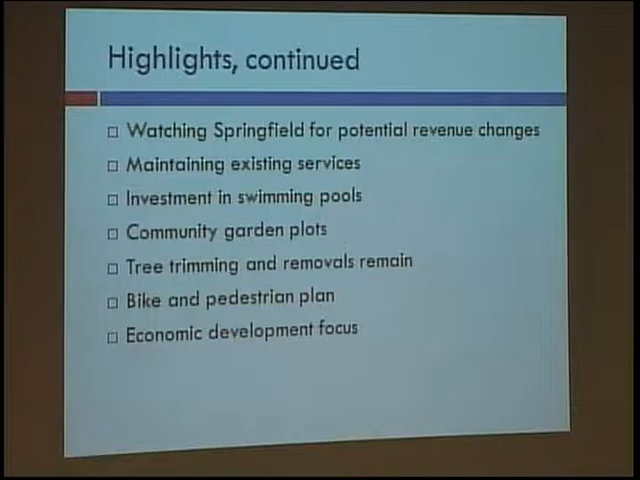 Highlights, continued
Watching Springfield for potential revenue changes
Maintaining existing services
Investment in swimming pools
Community garden plots
Tree trimming and removals remain
Bike and pedestrian plan
Economic development focus